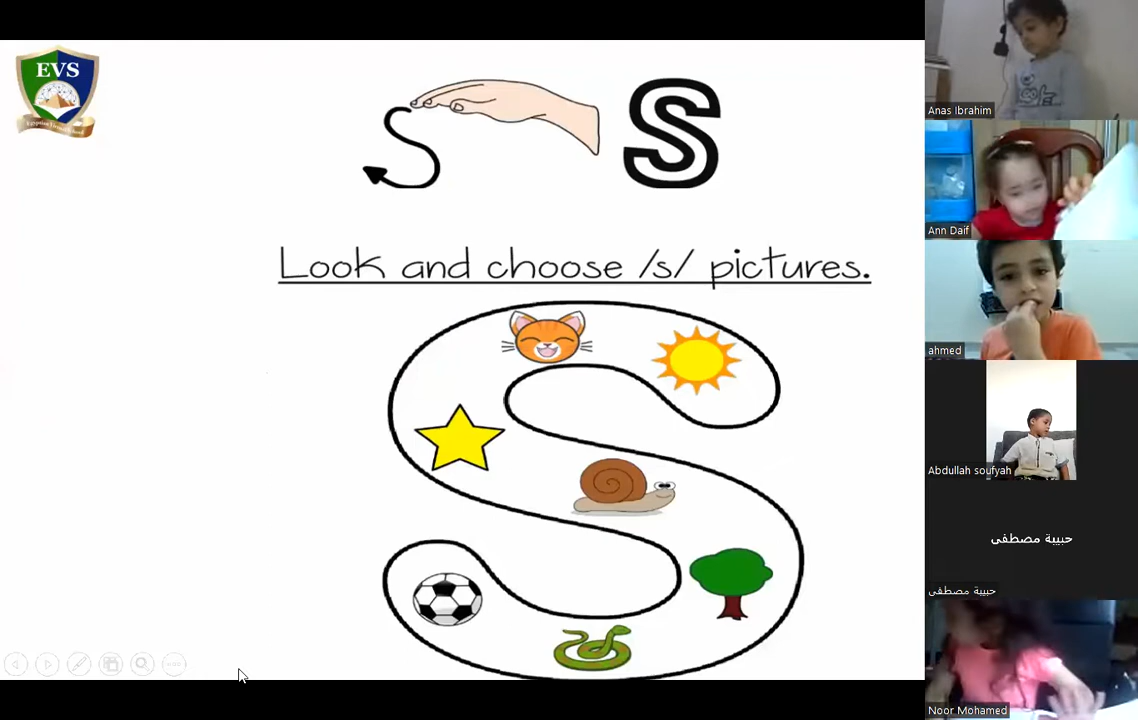 EVS
S
Look and choose /s/ pictures.
Anas Ibrahim
Ann Daif
ahmed
Abdullah soufyah
حبيبة مصطفى
حبيبة مصطفى
Noor Mohamed